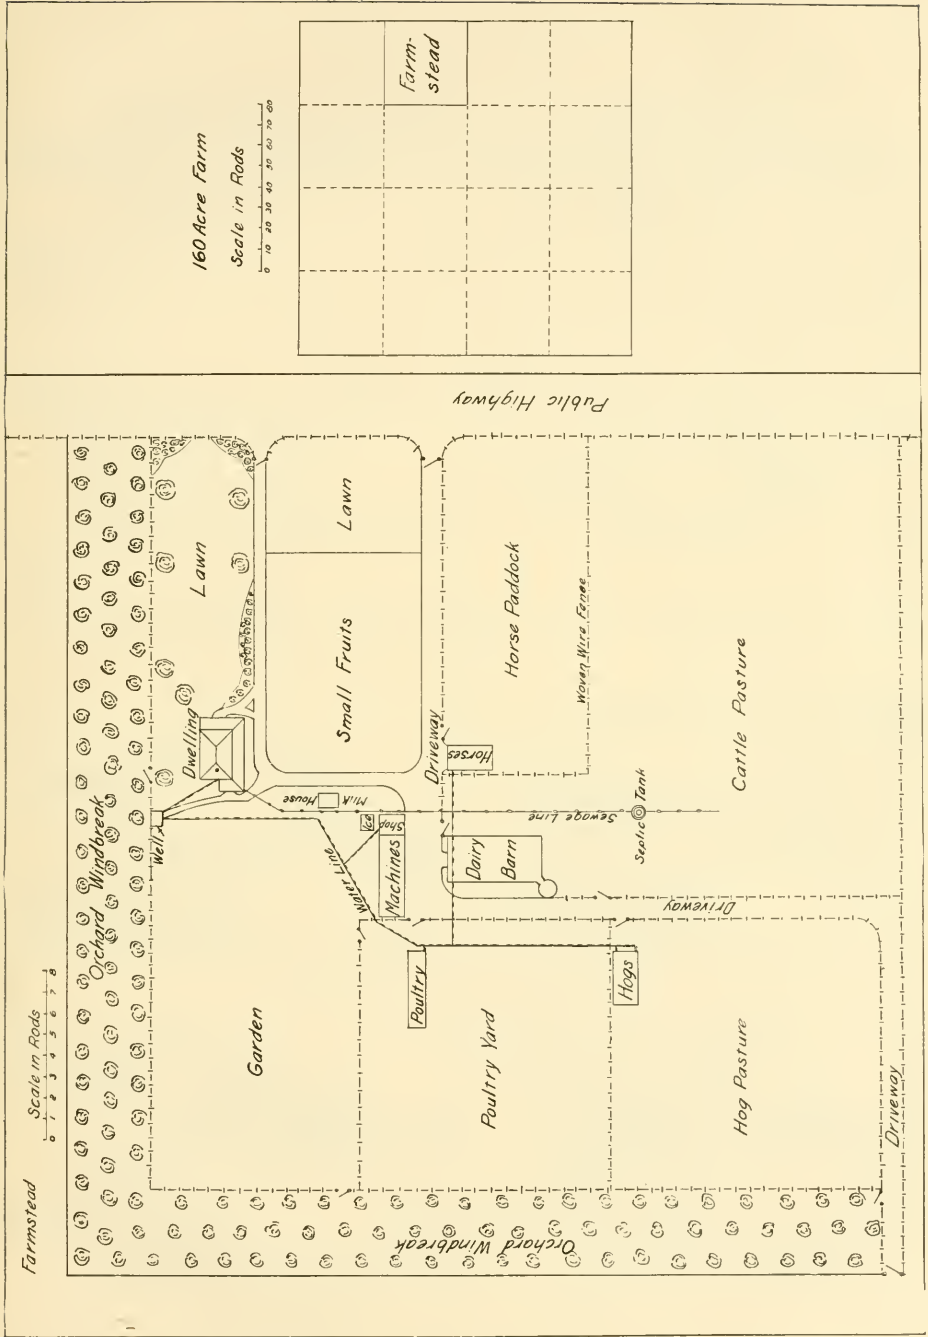 Farmstead
Scale in Rods
0 1 2 3 4 5 6 7 8
Orchard Windbreak
Well
Dwelling
Lawn
Garden
Water Line
Milk
House
Ice
Shop
Machines
Small Fruits
Lawn
Poultry
Driveway
Horses
Dairy
Barn
Horse Paddock
Woven Wire Fence
Sewage Line
Septic Tank
Poultry Yard
Hogs
Driveway
Cattle Pasture
Hog Pasture
Driveway
Orchard Windbreak
Public Highway
160 Acre Farm
Scale in Rods
0 10 20 30 40 50 60 70 80
Farm-
stead